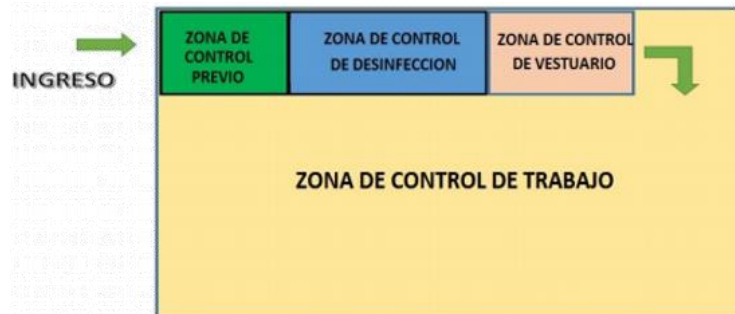 INGRESO
ZONA DE
CONTROL
PREVIO
ZONA DE CONTROL
DE DESINFECCION
ZONA DE CONTROL
DE VESTUARIO
ZONA DE CONTROL DE TRABAJO